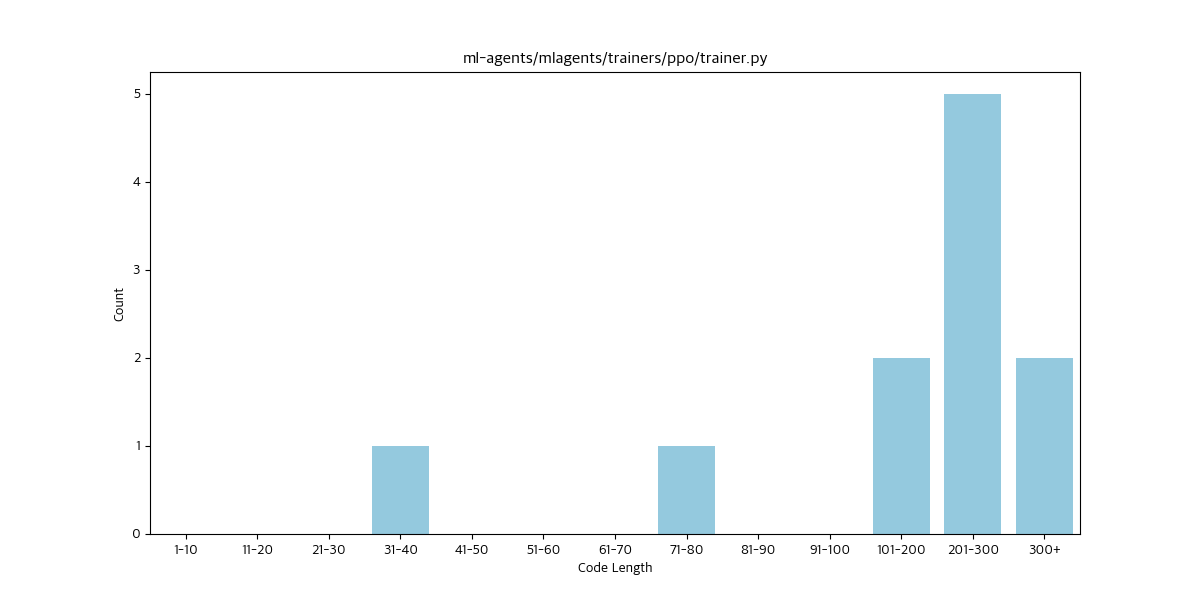 ml-agents/mlagents/trainers/ppo/trainer.py
5
4
3
2
1
0
Count
1-10 11-20 21-30 31-40 41-50 51-60 61-70 71-80 81-90 91-100 101-200 201-300 300+
Code Length